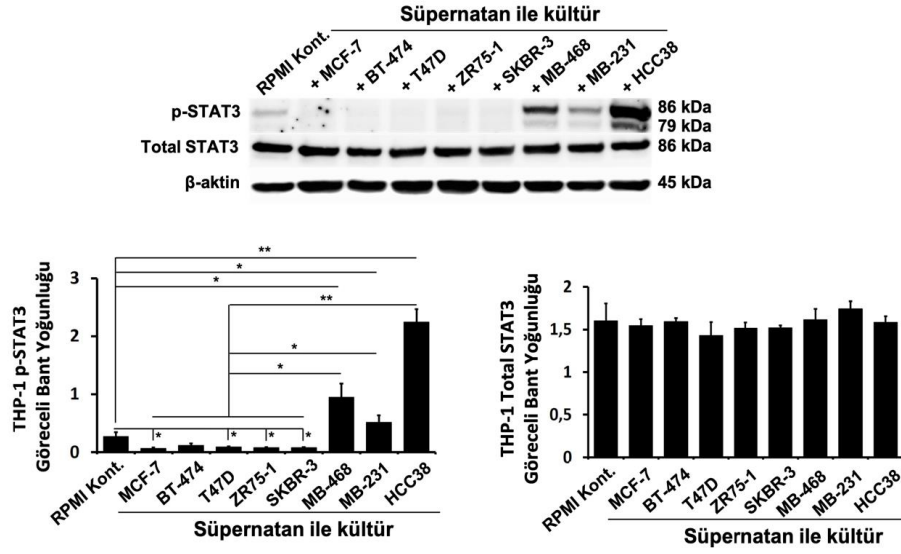 Süpernatan ile kültür
RPMI Kont.
+ MCF-7
+ BT-474
+ T47D
+ ZR75-1
+ SKBR-3
+ MB-468
+ MB-231
+ HCC38
p-STAT3
86 kDa
79 kDa
Total STAT3
86 kDa
β-aktin
45 kDa
THP-1 p-STAT3
Göreceli Bant Yoğunluğu
3
2
1
0
**
*
*
**
*
*
*
*
*
*
RPMI Kont.
MCF-7
BT-474
T47D
ZR75-1
SKBR-3
MB-468
MB-231
HCC38
Süpernatan ile kültür
THP-1 Total STAT3
Göreceli Bant Yoğunluğu
2
1,5
1
0,5
0
RPMI Kont.
MCF-7
BT-474
T47D
ZR75-1
SKBR-3
MB-468
MB-231
HCC38
Süpernatan ile kültür